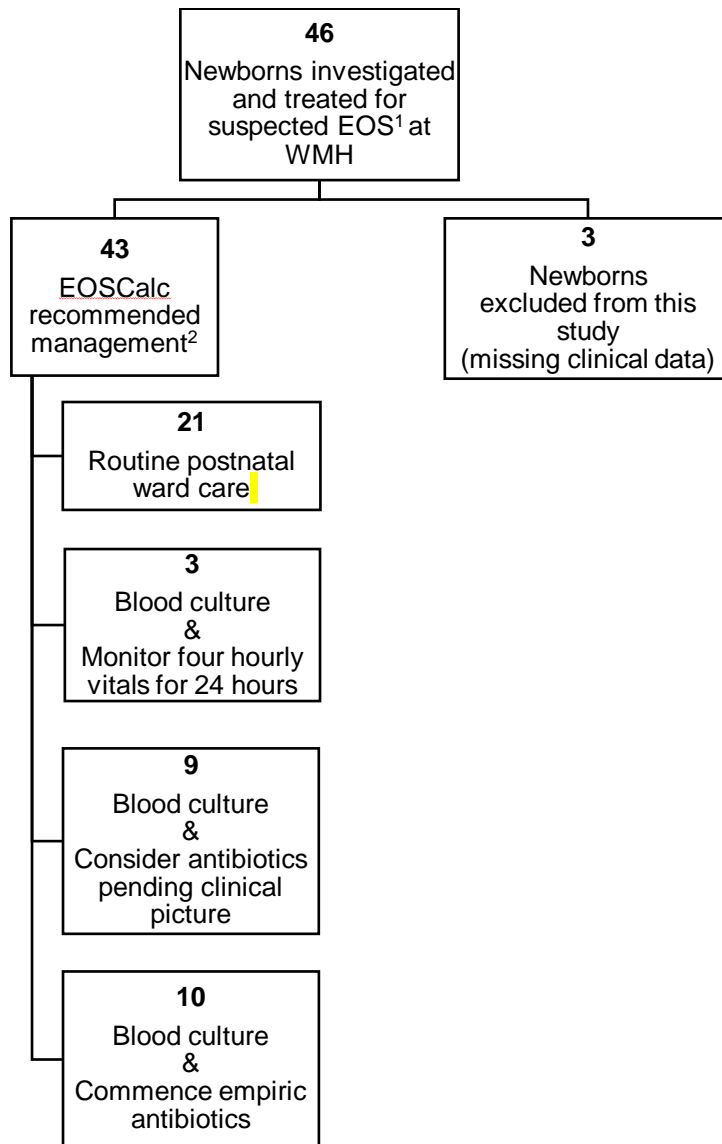 46
Newborns investigated
and treated for
suspected EOS¹ at
WMH
43
EOSCalc
recommended
management²
3
Newborns
excluded from this
study
(missing clinical data)
21
Routine postnatal
ward care
3
Blood culture
&
Monitor four hourly
vitals for 24 hours
9
Blood culture
&
Consider antibiotics
pending clinical
picture
10
Blood culture
&
Commence empiric
antibiotics